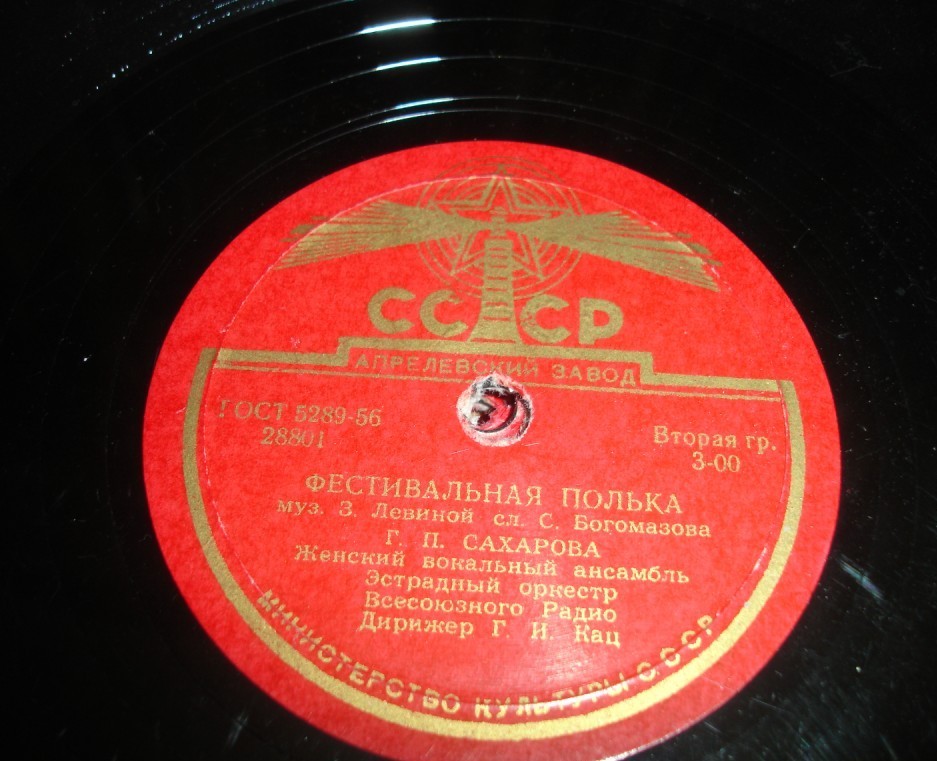 СССР
АПРЕЛЕВСКИЙ ЗАВОД
ГОСТ 5289-56
28801
Вторая гр.
3-00
ФЕСТИВАЛЬНАЯ ПОЛЬКА
муз. З. Левиной сл. С. Богомазова
Г. П. САХАРОВА
Женский вокальный ансамбль
Эстрадный оркестр
Всесоюзного Радио
Дирижер Г. И. Кац
МИНИСТЕРСТВО КУЛЬТУРЫ С С С Р